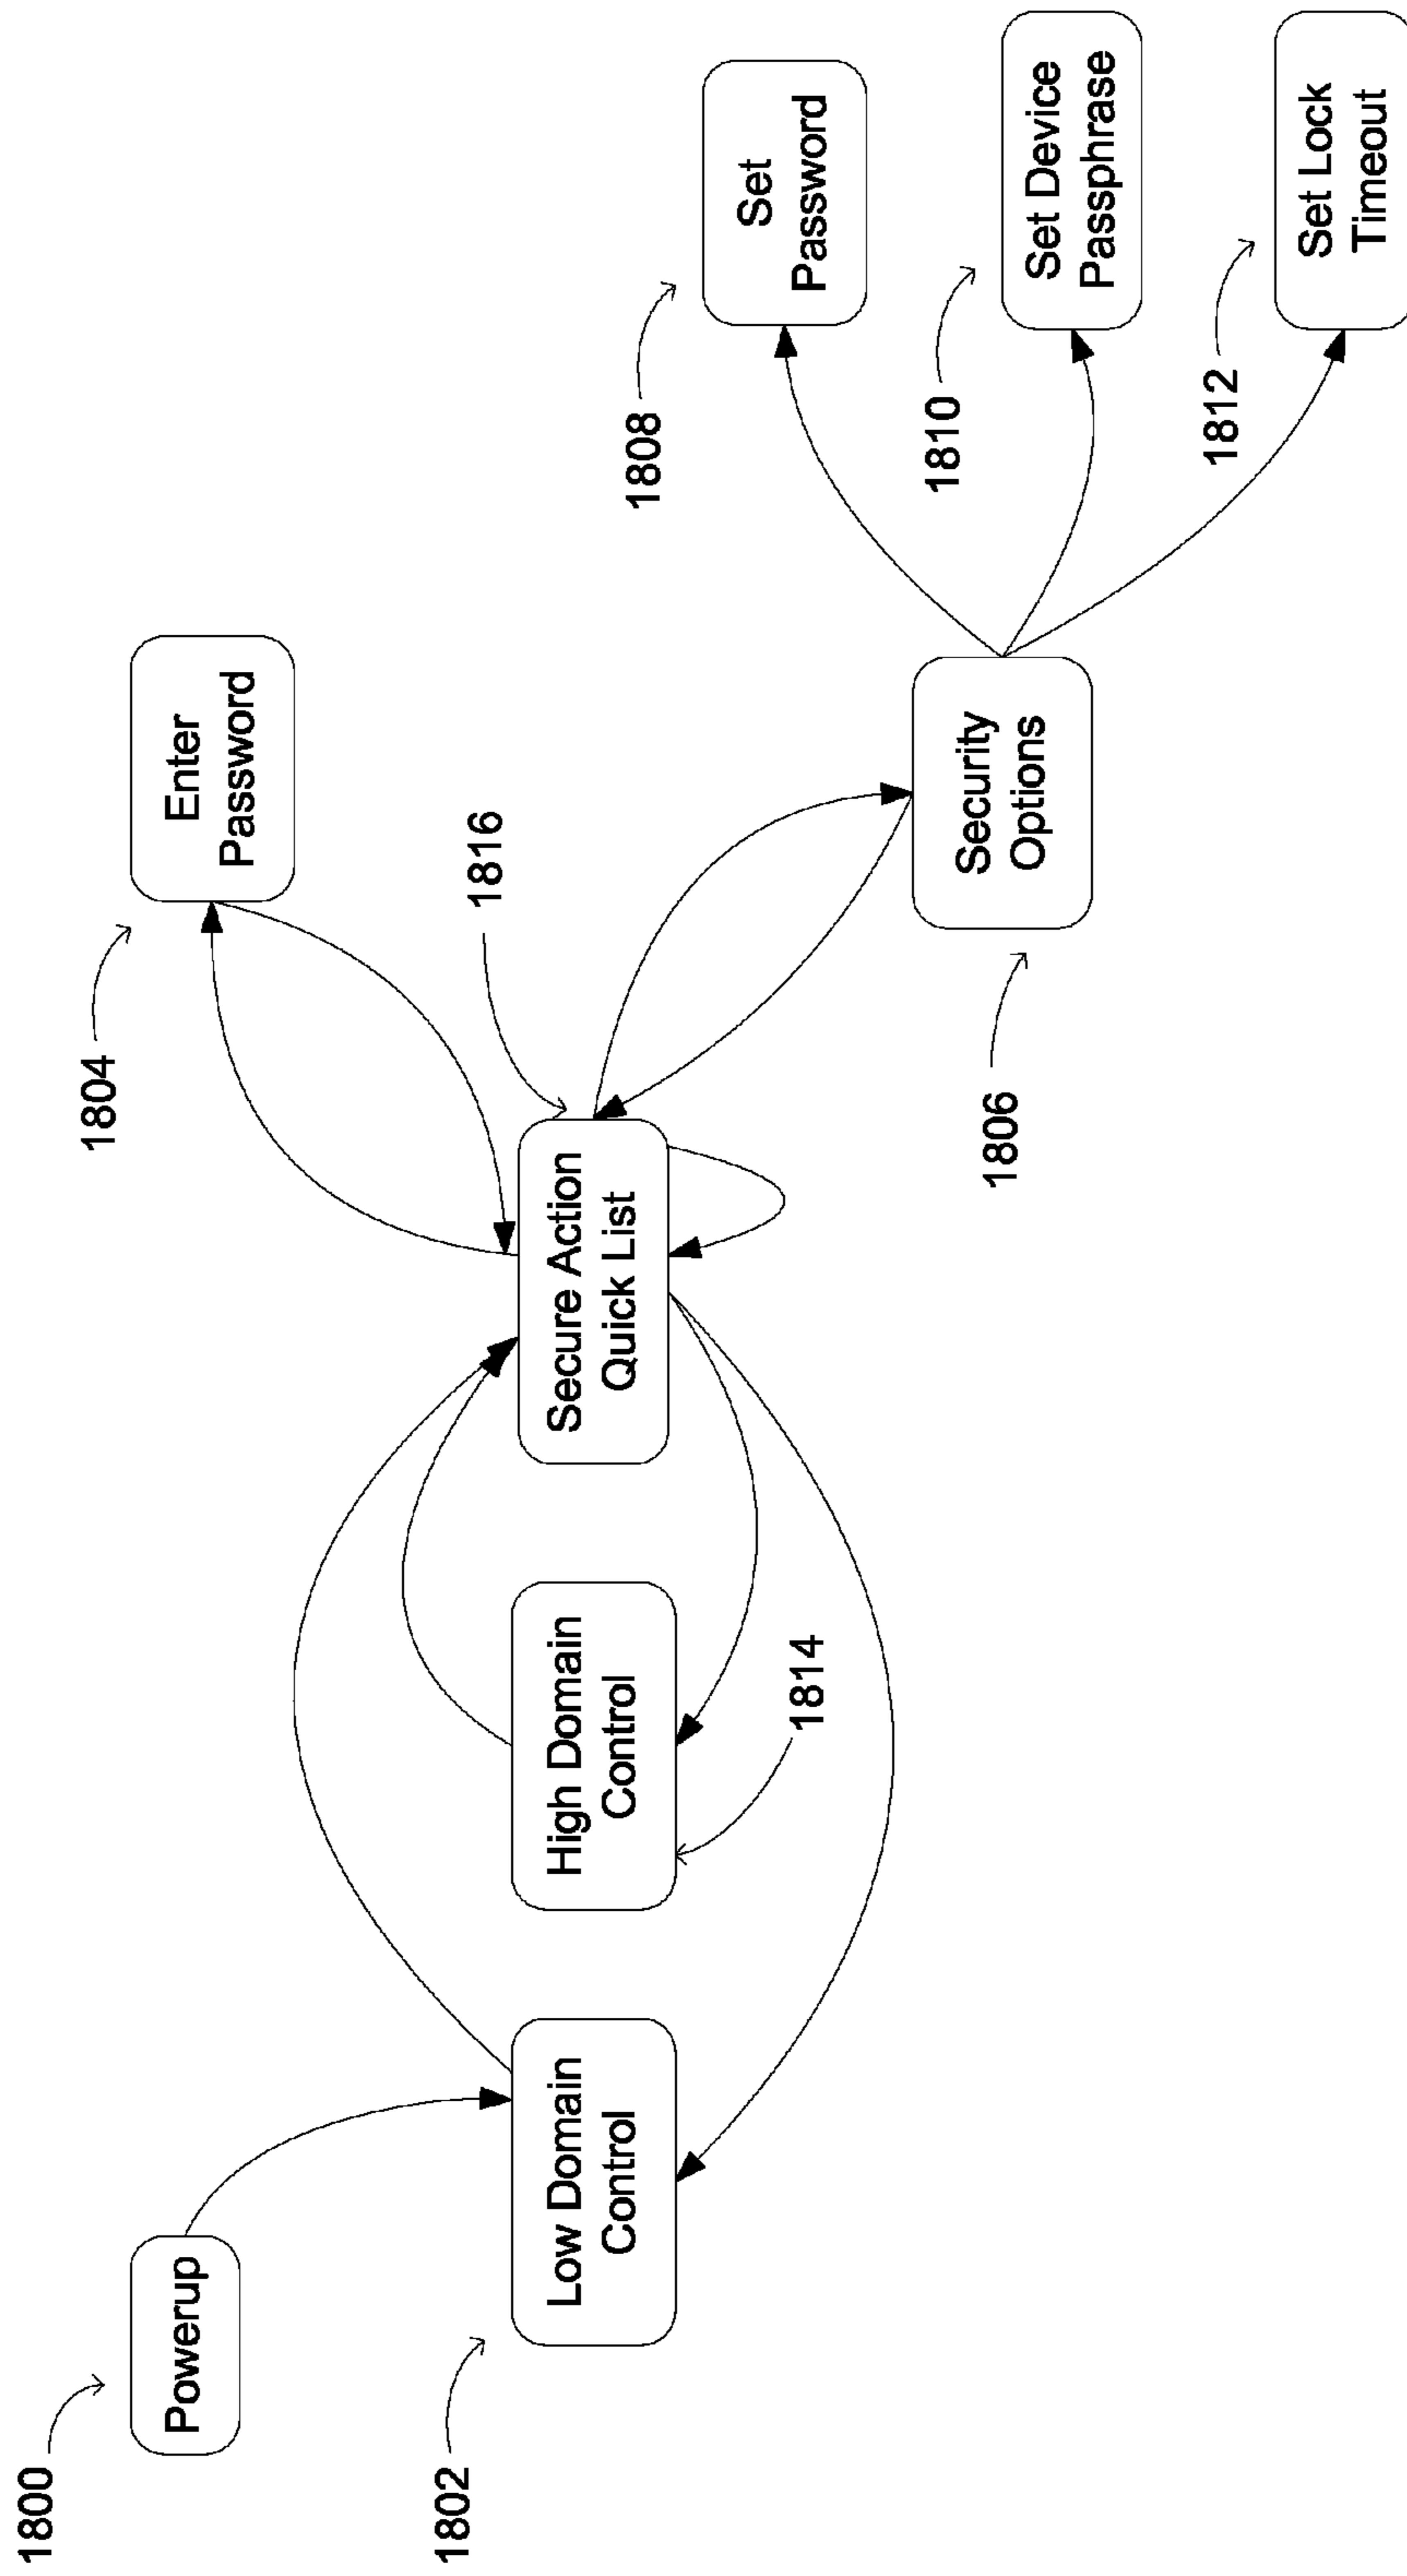 1800
Powerup
1802
Low Domain
Control
High Domain
Control
1814
Secure Action
Quick List
1816
1804
Enter
Password
1806
Security
Options
1808
Set
Password
1810
Set Device
Passphrase
1812
Set Lock
Timeout